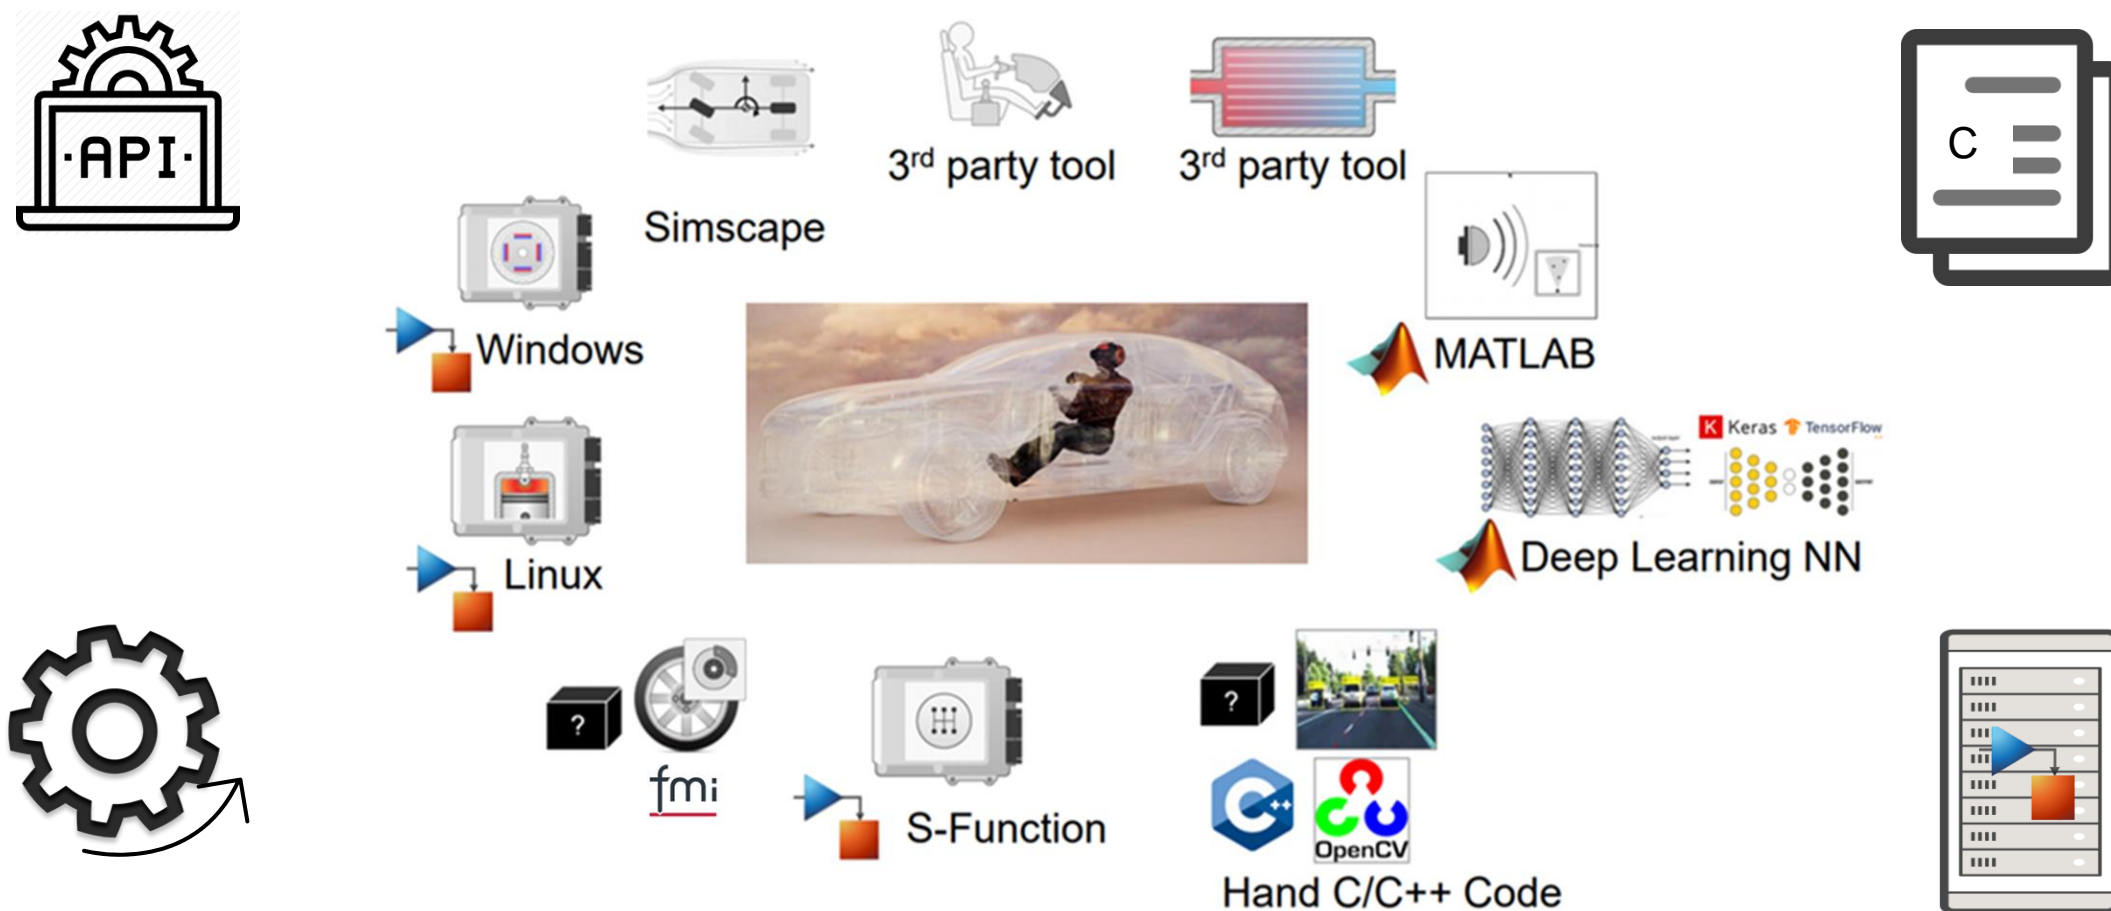 API
3rd party tool
3rd party tool
C
Simscape
Windows
MATLAB
K Keras TensorFlow
Linux
Deep Learning NN
?
?
fmi
C++
S-Function
OpenCV
Hand C/C++ Code